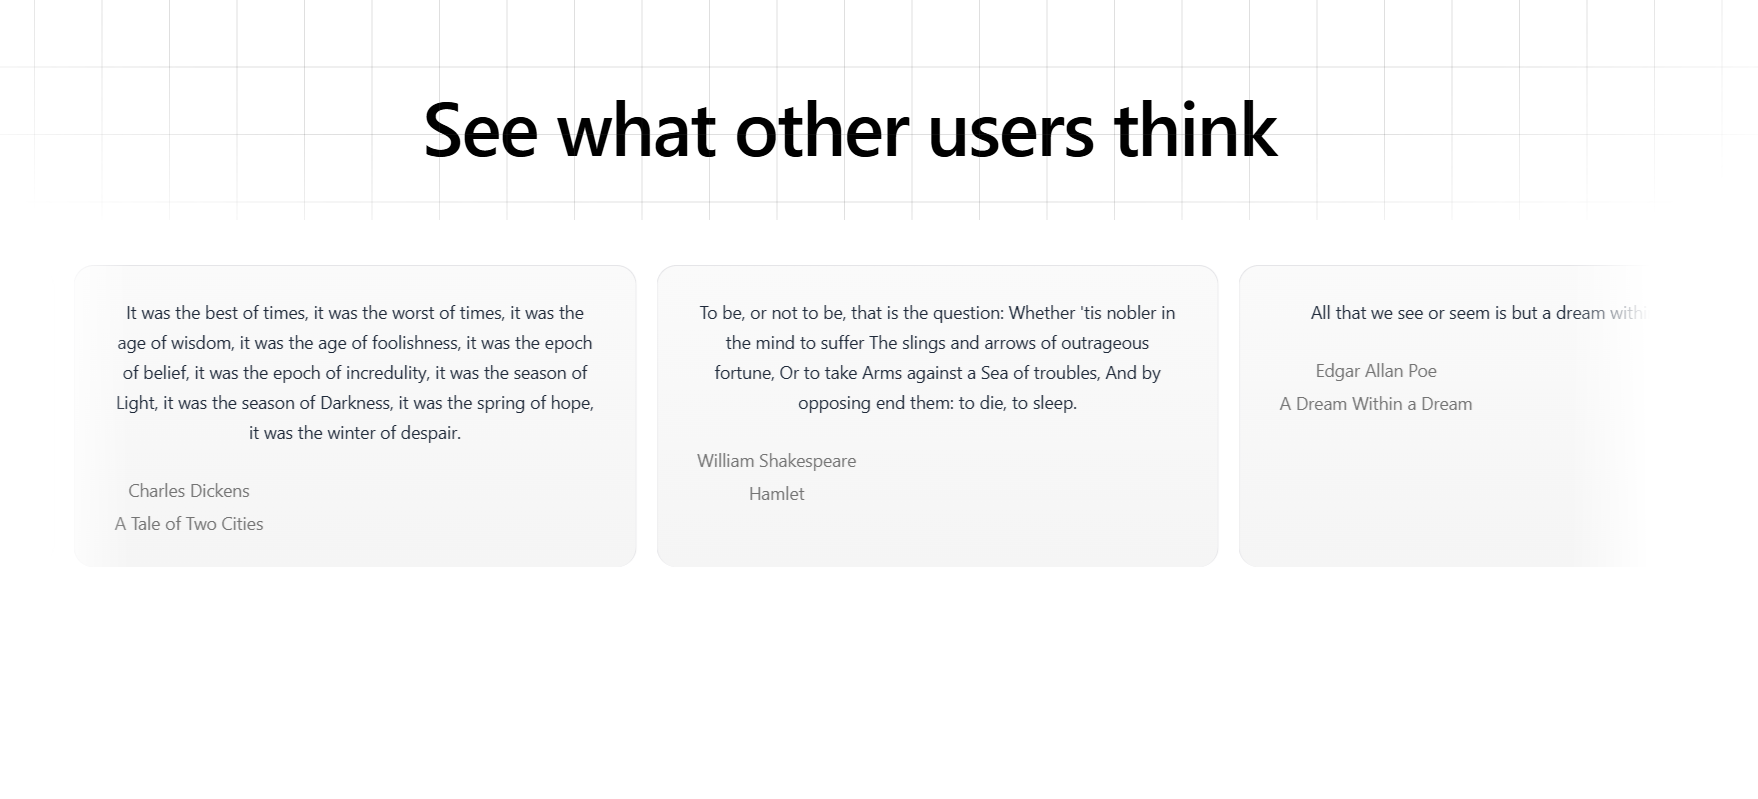 See what other users think
It was the best of times, it was the worst of times, it was the
age of wisdom, it was the age of foolishness, it was the epoch
of belief, it was the epoch of incredulity, it was the season of
Light, it was the season of Darkness, it was the spring of hope,
it was the winter of despair.
Charles Dickens
A Tale of Two Cities
To be, or not to be, that is the question: Whether 'tis nobler in
the mind to suffer The slings and arrows of outrageous
fortune, Or to take Arms against a Sea of troubles, And by
opposing end them: to die, to sleep.
William Shakespeare
Hamlet
All that we see or seem is but a dream
Edgar Allan Poe
A Dream Within a Dream